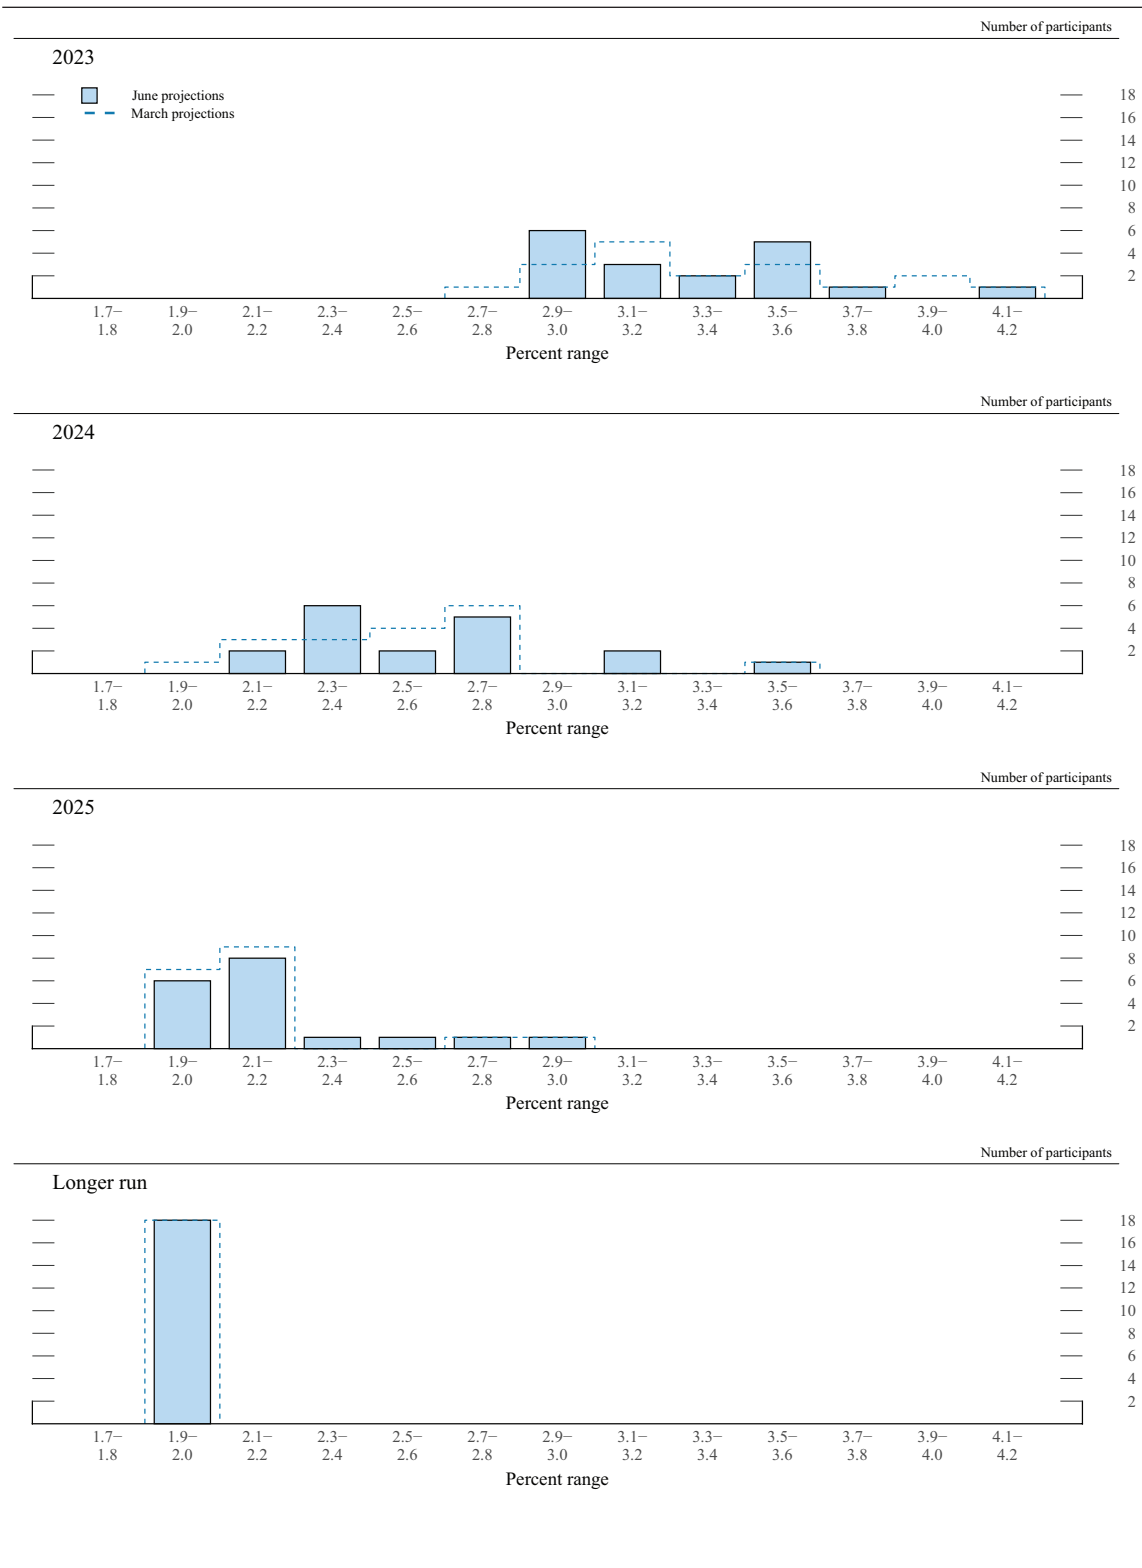 Number of participants
2023
June projections
March projections
18
16
14
12
10
8
6
4
2
1.7– 1.9– 2.1– 2.3– 2.5– 2.7– 2.9– 3.1– 3.3– 3.5– 3.7– 3.9– 4.1–
1.8 2.0 2.2 2.4 2.6 2.8 3.0 3.2 3.4 3.6 3.8 4.0 4.2
Percent range
Number of participants
2024
18
16
14
12
10
8
6
4
2
1.7– 1.9– 2.1– 2.3– 2.5– 2.7– 2.9– 3.1– 3.3– 3.5– 3.7– 3.9– 4.1–
1.8 2.0 2.2 2.4 2.6 2.8 3.0 3.2 3.4 3.6 3.8 4.0 4.2
Percent range
Number of participants
2025
18
16
14
12
10
8
6
4
2
1.7– 1.9– 2.1– 2.3– 2.5– 2.7– 2.9– 3.1– 3.3– 3.5– 3.7– 3.9– 4.1–
1.8 2.0 2.2 2.4 2.6 2.8 3.0 3.2 3.4 3.6 3.8 4.0 4.2
Percent range
Number of participants
Longer run
18
16
14
12
10
8
6
4
2
1.7– 1.9– 2.1– 2.3– 2.5– 2.7– 2.9– 3.1– 3.3– 3.5– 3.7– 3.9– 4.1–
1.8 2.0 2.2 2.4 2.6 2.8 3.0 3.2 3.4 3.6 3.8 4.0 4.2
Percent range